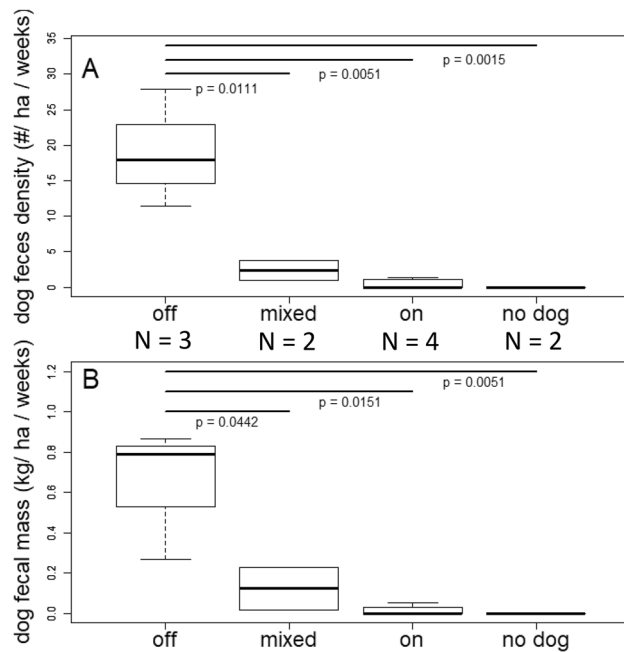 dog feces density (#/ ha / weeks)
A
35
30
25
20
15
10
5
0
p = 0.0015
p = 0.0051
p = 0.0111
off mixed on no dog
N = 3 N = 2 N = 4 N = 2
dog fecal mass (kg/ ha / weeks)
B
1.2
1.0
0.8
0.6
0.4
0.2
0.0
p = 0.0051
p = 0.0151
p = 0.0442
off mixed on no dog